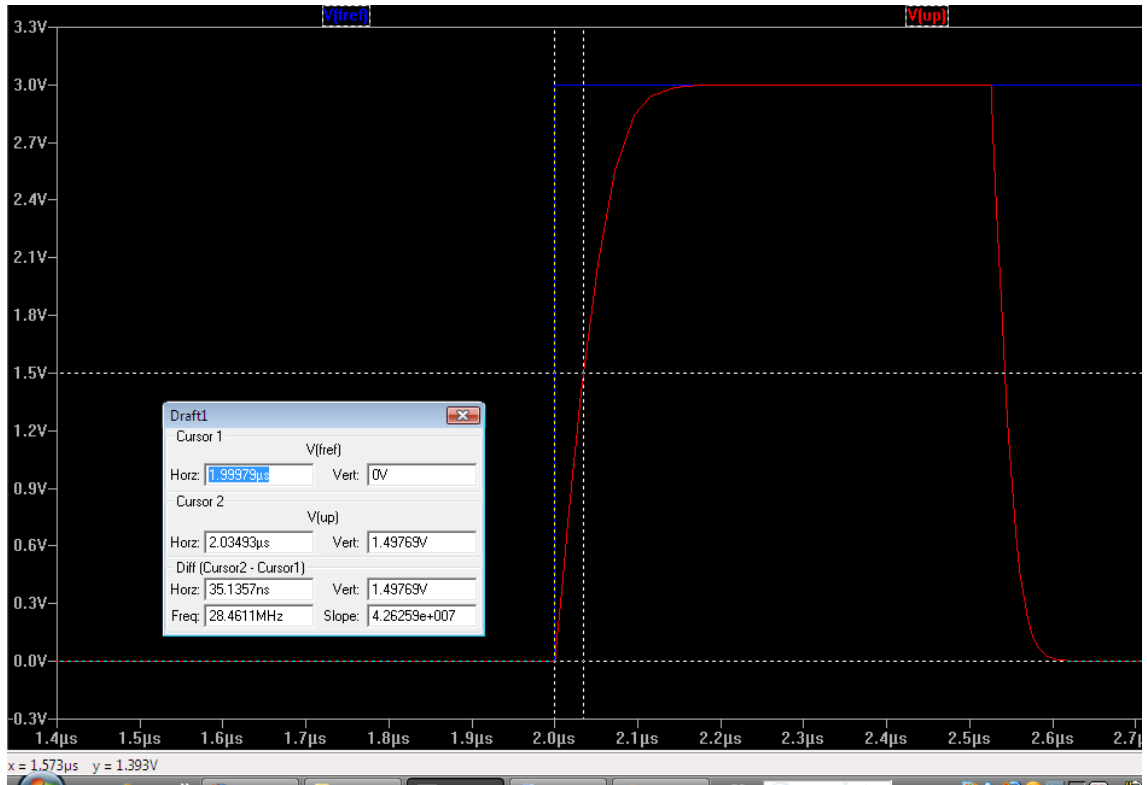 V(fref) V(up)
3.3V
3.0V
2.7V
2.4V
2.1V
1.8V
1.5V
1.2V
0.9V
0.6V
0.3V
0.0V
-0.3V
Draft1
Cursor 1
V(fref)
Horz: 1.99979µs Vert: 0V
Cursor 2
V(up)
Horz: 2.03493µs Vert: 1.49769V
Diff (Cursor2 - Cursor1)
Horz: 35.1357ns Vert: 1.49769V
Freq: 28.4611MHz Slope: 4.26259e+007
1.4µs 1.5µs 1.6µs 1.7µs 1.8µs 1.9µs 2.0µs 2.1µs 2.2µs 2.3µs 2.4µs 2.5µs 2.6µs 2.7µ
x = 1.573µs y = 1.393V